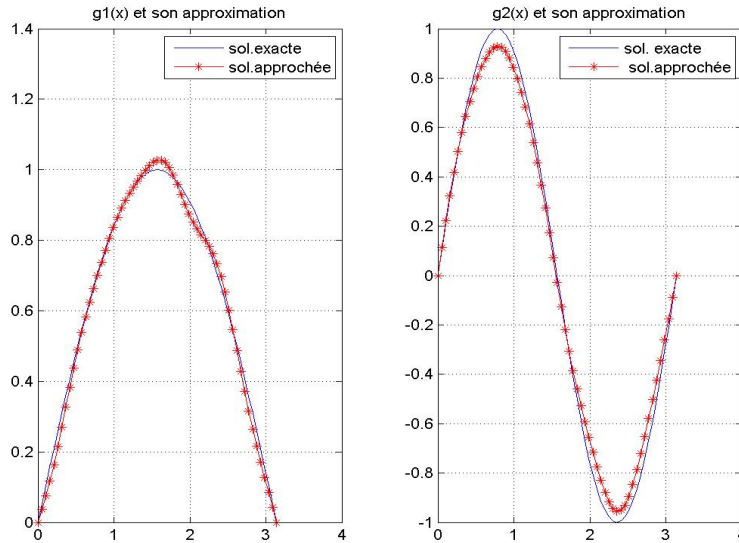 g1(x) et son approximation
1.4
sol.exacte
sol.approchée
1.2
1
0.8
0.6
0.4
0.2
0
0 1 2 3 4
g2(x) et son approximation
1
sol. exacte
sol.approchée
0.8
0.6
0.4
0.2
0
-0.2
-0.4
-0.6
-0.8
-1
0 1 2 3 4